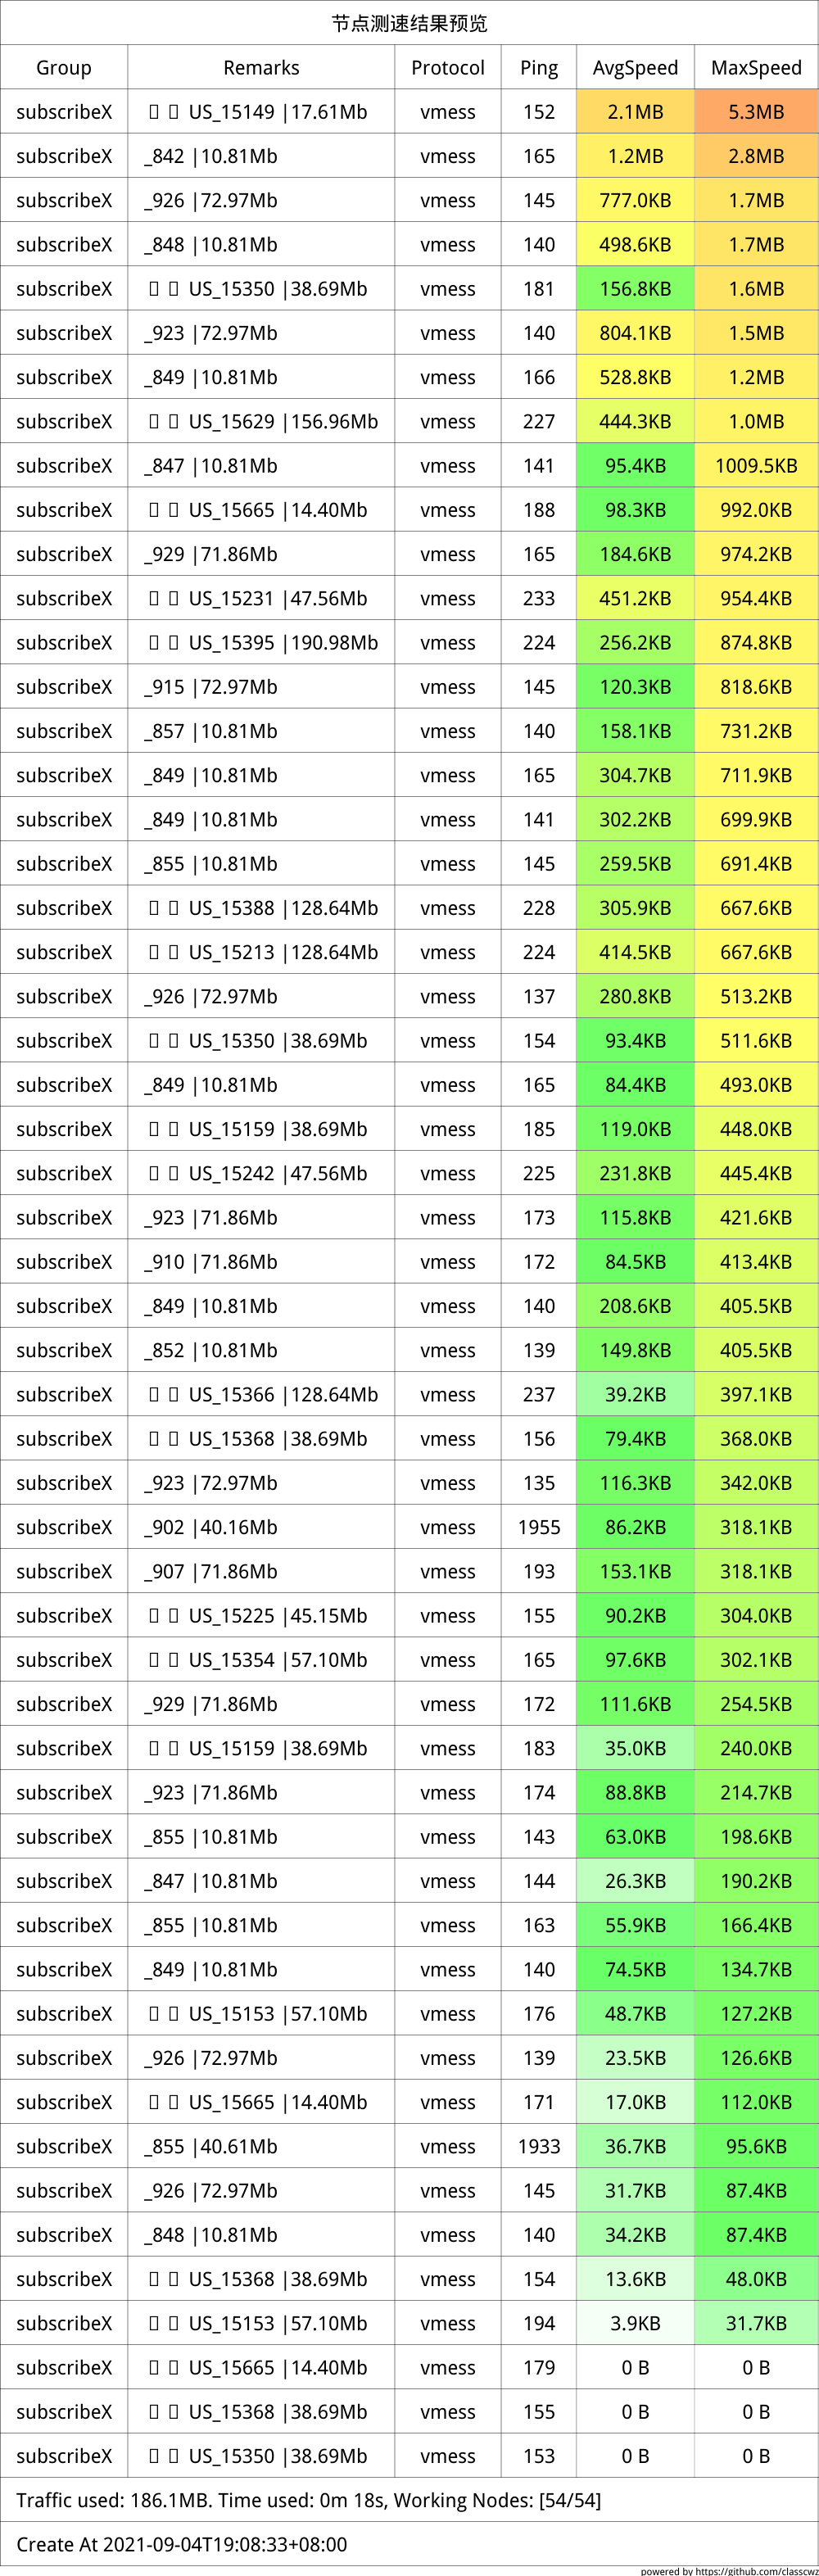 节点测速结果预览
Group Remarks Protocol Ping AvgSpeed MaxSpeed
subscribeX US_15149 |17.61Mb vmess 152 2.1MB 5.3MB
subscribeX _842 |10.81Mb vmess 165 1.2MB 2.8MB
subscribeX _926 |72.97Mb vmess 145 777.0KB 1.7MB
subscribeX _848 |10.81Mb vmess 140 498.6KB 1.7MB
subscribeX US_15350 |38.69Mb vmess 181 156.8KB 1.6MB
subscribeX _923 |72.97Mb vmess 140 804.1KB 1.5MB
subscribeX _849 |10.81Mb vmess 166 528.8KB 1.2MB
subscribeX US_15629 |156.96Mb vmess 227 444.3KB 1.0MB
subscribeX _847 |10.81Mb vmess 141 95.4KB 1009.5KB
subscribeX US_15665 |14.40Mb vmess 188 98.3KB 992.0KB
subscribeX _929 |71.86Mb vmess 165 184.6KB 974.2KB
subscribeX US_15231 |47.56Mb vmess 233 451.2KB 954.4KB
subscribeX US_15395 |190.98Mb vmess 224 256.2KB 874.8KB
subscribeX _915 |72.97Mb vmess 145 120.3KB 818.6KB
subscribeX _857 |10.81Mb vmess 140 158.1KB 731.2KB
subscribeX _849 |10.81Mb vmess 165 304.7KB 711.9KB
subscribeX _849 |10.81Mb vmess 141 302.2KB 699.9KB
subscribeX _855 |10.81Mb vmess 145 259.5KB 691.4KB
subscribeX US_15388 |128.64Mb vmess 228 305.9KB 667.6KB
subscribeX US_15213 |128.64Mb vmess 224 414.5KB 667.6KB
subscribeX _926 |72.97Mb vmess 137 280.8KB 513.2KB
subscribeX US_15350 |38.69Mb vmess 154 93.4KB 511.6KB
subscribeX _849 |10.81Mb vmess 165 84.4KB 493.0KB
subscribeX US_15159 |38.69Mb vmess 185 119.0KB 448.0KB
subscribeX US_15242 |47.56Mb vmess 225 231.8KB 445.4KB
subscribeX _923 |71.86Mb vmess 173 115.8KB 421.6KB
subscribeX _910 |71.86Mb vmess 172 84.5KB 413.4KB
subscribeX _849 |10.81Mb vmess 140 208.6KB 405.5KB
subscribeX _852 |10.81Mb vmess 139 149.8KB 405.5KB
subscribeX US_15366 |128.64Mb vmess 237 39.2KB 397.1KB
subscribeX US_15368 |38.69Mb vmess 156 79.4KB 368.0KB
subscribeX _923 |72.97Mb vmess 135 116.3KB 342.0KB
subscribeX _902 |40.16Mb vmess 1955 86.2KB 318.1KB
subscribeX _907 |71.86Mb vmess 193 153.1KB 318.1KB
subscribeX US_15225 |45.15Mb vmess 155 90.2KB 304.0KB
subscribeX US_15354 |57.10Mb vmess 165 97.6KB 302.1KB
subscribeX _929 |71.86Mb vmess 172 111.6KB 254.5KB
subscribeX US_15159 |38.69Mb vmess 183 35.0KB 240.0KB
subscribeX _923 |71.86Mb vmess 174 88.8KB 214.7KB
subscribeX _855 |10.81Mb vmess 143 63.0KB 198.6KB
subscribeX _847 |10.81Mb vmess 144 26.3KB 190.2KB
subscribeX _855 |10.81Mb vmess 163 55.9KB 166.4KB
subscribeX _849 |10.81Mb vmess 140 74.5KB 134.7KB
subscribeX US_15153 |57.10Mb vmess 176 48.7KB 127.2KB
subscribeX _926 |72.97Mb vmess 139 23.5KB 126.6KB
subscribeX US_15665 |14.40Mb vmess 171 17.0KB 112.0KB
subscribeX _855 |40.61Mb vmess 1933 36.7KB 95.6KB
subscribeX _926 |72.97Mb vmess 145 31.7KB 87.4KB
subscribeX _848 |10.81Mb vmess 140 34.2KB 87.4KB
subscribeX US_15368 |38.69Mb vmess 154 13.6KB 48.0KB
subscribeX US_15153 |57.10Mb vmess 194 3.9KB 31.7KB
subscribeX US_15665 |14.40Mb vmess 179 0 B 0 B
subscribeX US_15368 |38.69Mb vmess 155 0 B 0 B
subscribeX US_15350 |38.69Mb vmess 153 0 B 0 B
Traffic used: 186.1MB. Time used: 0m 18s, Working Nodes: [54/54]
Create At 2021-09-04T19:08:33+08:00
powered by https://github.com/classcwz